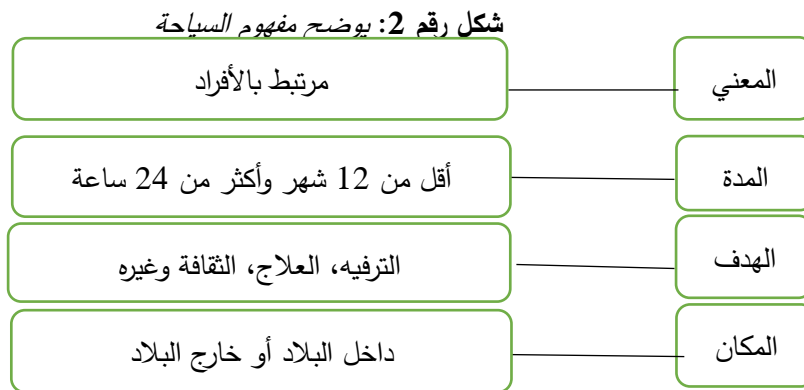 شكل رقم 2: يوضح مفهوم السياحة
المعني
مرتبط بالأفراد
المدة
أقل من 12 شهر وأكثر من 24 ساعة
الهدف
الترفيه، العلاج، الثقافة وغيره
المكان
داخل البلاد أو خارج البلاد